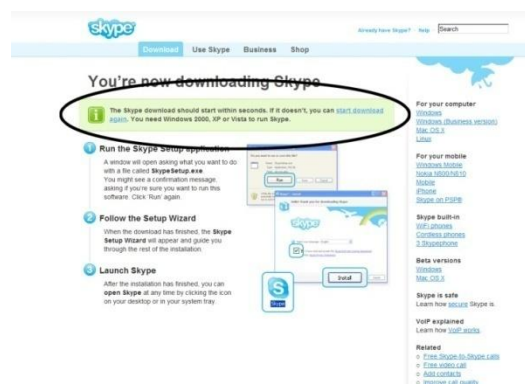 skype
Already have Skype? Help Search
Download Use Skype Business Shop
You're now downloading Skype
The Skype download should start within seconds. If it doesn't, you can start download
again. You need Windows 2000, XP or Vista to run Skype.
1 Run the Skype Setup application
A window will open asking what you want to do
with a file called SkypeSetup.exe.
You might see a confirmation message,
asking if you're sure you want to run this
software. Click 'Run' again.
Run
2 Follow the Setup Wizard
When the download has finished, the Skype
Setup Wizard will appear and guide you
through the rest of the installation.
skype
Install
3 Launch Skype
After the installation has finished, you can
open Skype at any time by clicking the icon
on your desktop or in your system tray
Skype
For your computer
Windows
Windows (Business version)
Mac OS X
Linux
For your mobile
Windows Mobile
Nokia N800/N810
Mobile
iPhone
Skype on PSP®
Skype built-in
WiFi phones
Cordless phones
3 Skypephone
Beta versions
Windows
Mac OS X
Skype is safe
Learn how secure Skype is.
VoIP explained
Learn how VoIP works.
Related
Free Skype-to-Skype calls
Free video call
Add contacts
Improve call quality